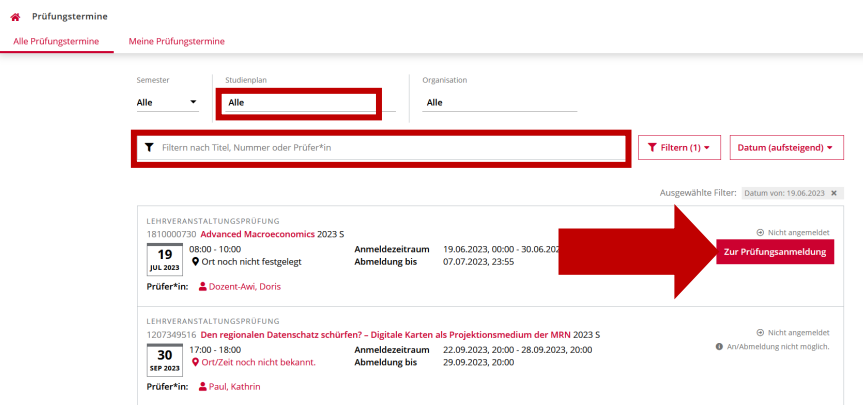 Prüfungstermine
Alle Prüfungstermine Meine Prüfungstermine
Semester Studienplan Organisation
Alle Alle Alle
Filtern nach Titel, Nummer oder Prüfer*in Filtern (1) Datum (aufsteigend)
Ausgewählte Filter: Datum von: 19.06.2023 ×
LEHRVERANSTALTUNGSPRÜFUNG
1810000730 Advanced Macroeconomics 2023 S Nicht angemeldet
19 08:00 - 10:00 Anmeldezeitraum 19.06.2023, 00:00 - 30.06.202 Zur Prüfungsanmeldung
JUL 2023 Ort noch nicht festgelegt Abmeldung bis 07.07.2023, 23:55
Prüfer*in: Dozent-Awi, Doris
LEHRVERANSTALTUNGSPRÜFUNG
1207349516 Den regionalen Datenschatz schürfen? – Digitale Karten als Projektionsmedium der MRN 2023 S Nicht angemeldet
30 17:00 - 18:00 Anmeldezeitraum 22.09.2023, 20:00 - 28.09.2023, 20:00 An/Abmeldung nicht möglich.
SEP 2023 Ort/Zeit noch nicht bekannt. Abmeldung bis 29.09.2023, 20:00
Prüfer*in: Paul, Kathrin